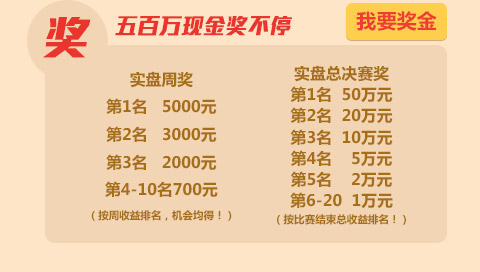 奖
五百万现金奖不停
我要奖金
实盘周奖
第1名 5000元
第2名 3000元
第3名 2000元
第4-10名700元
（按周收益排名，机会均得！）
实盘总决赛奖
第1名 50万元
第2名 20万元
第3名 10万元
第4名 5万元
第5名 2万元
第6-20 1万元
（按比赛结束总收益排名！）